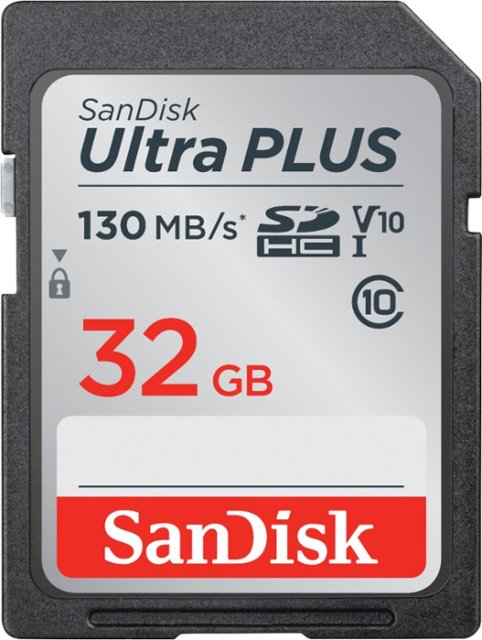 SanDisk
Ultra PLUS
130 MB/s* SD HC V10 I
10
32 GB
SanDisk